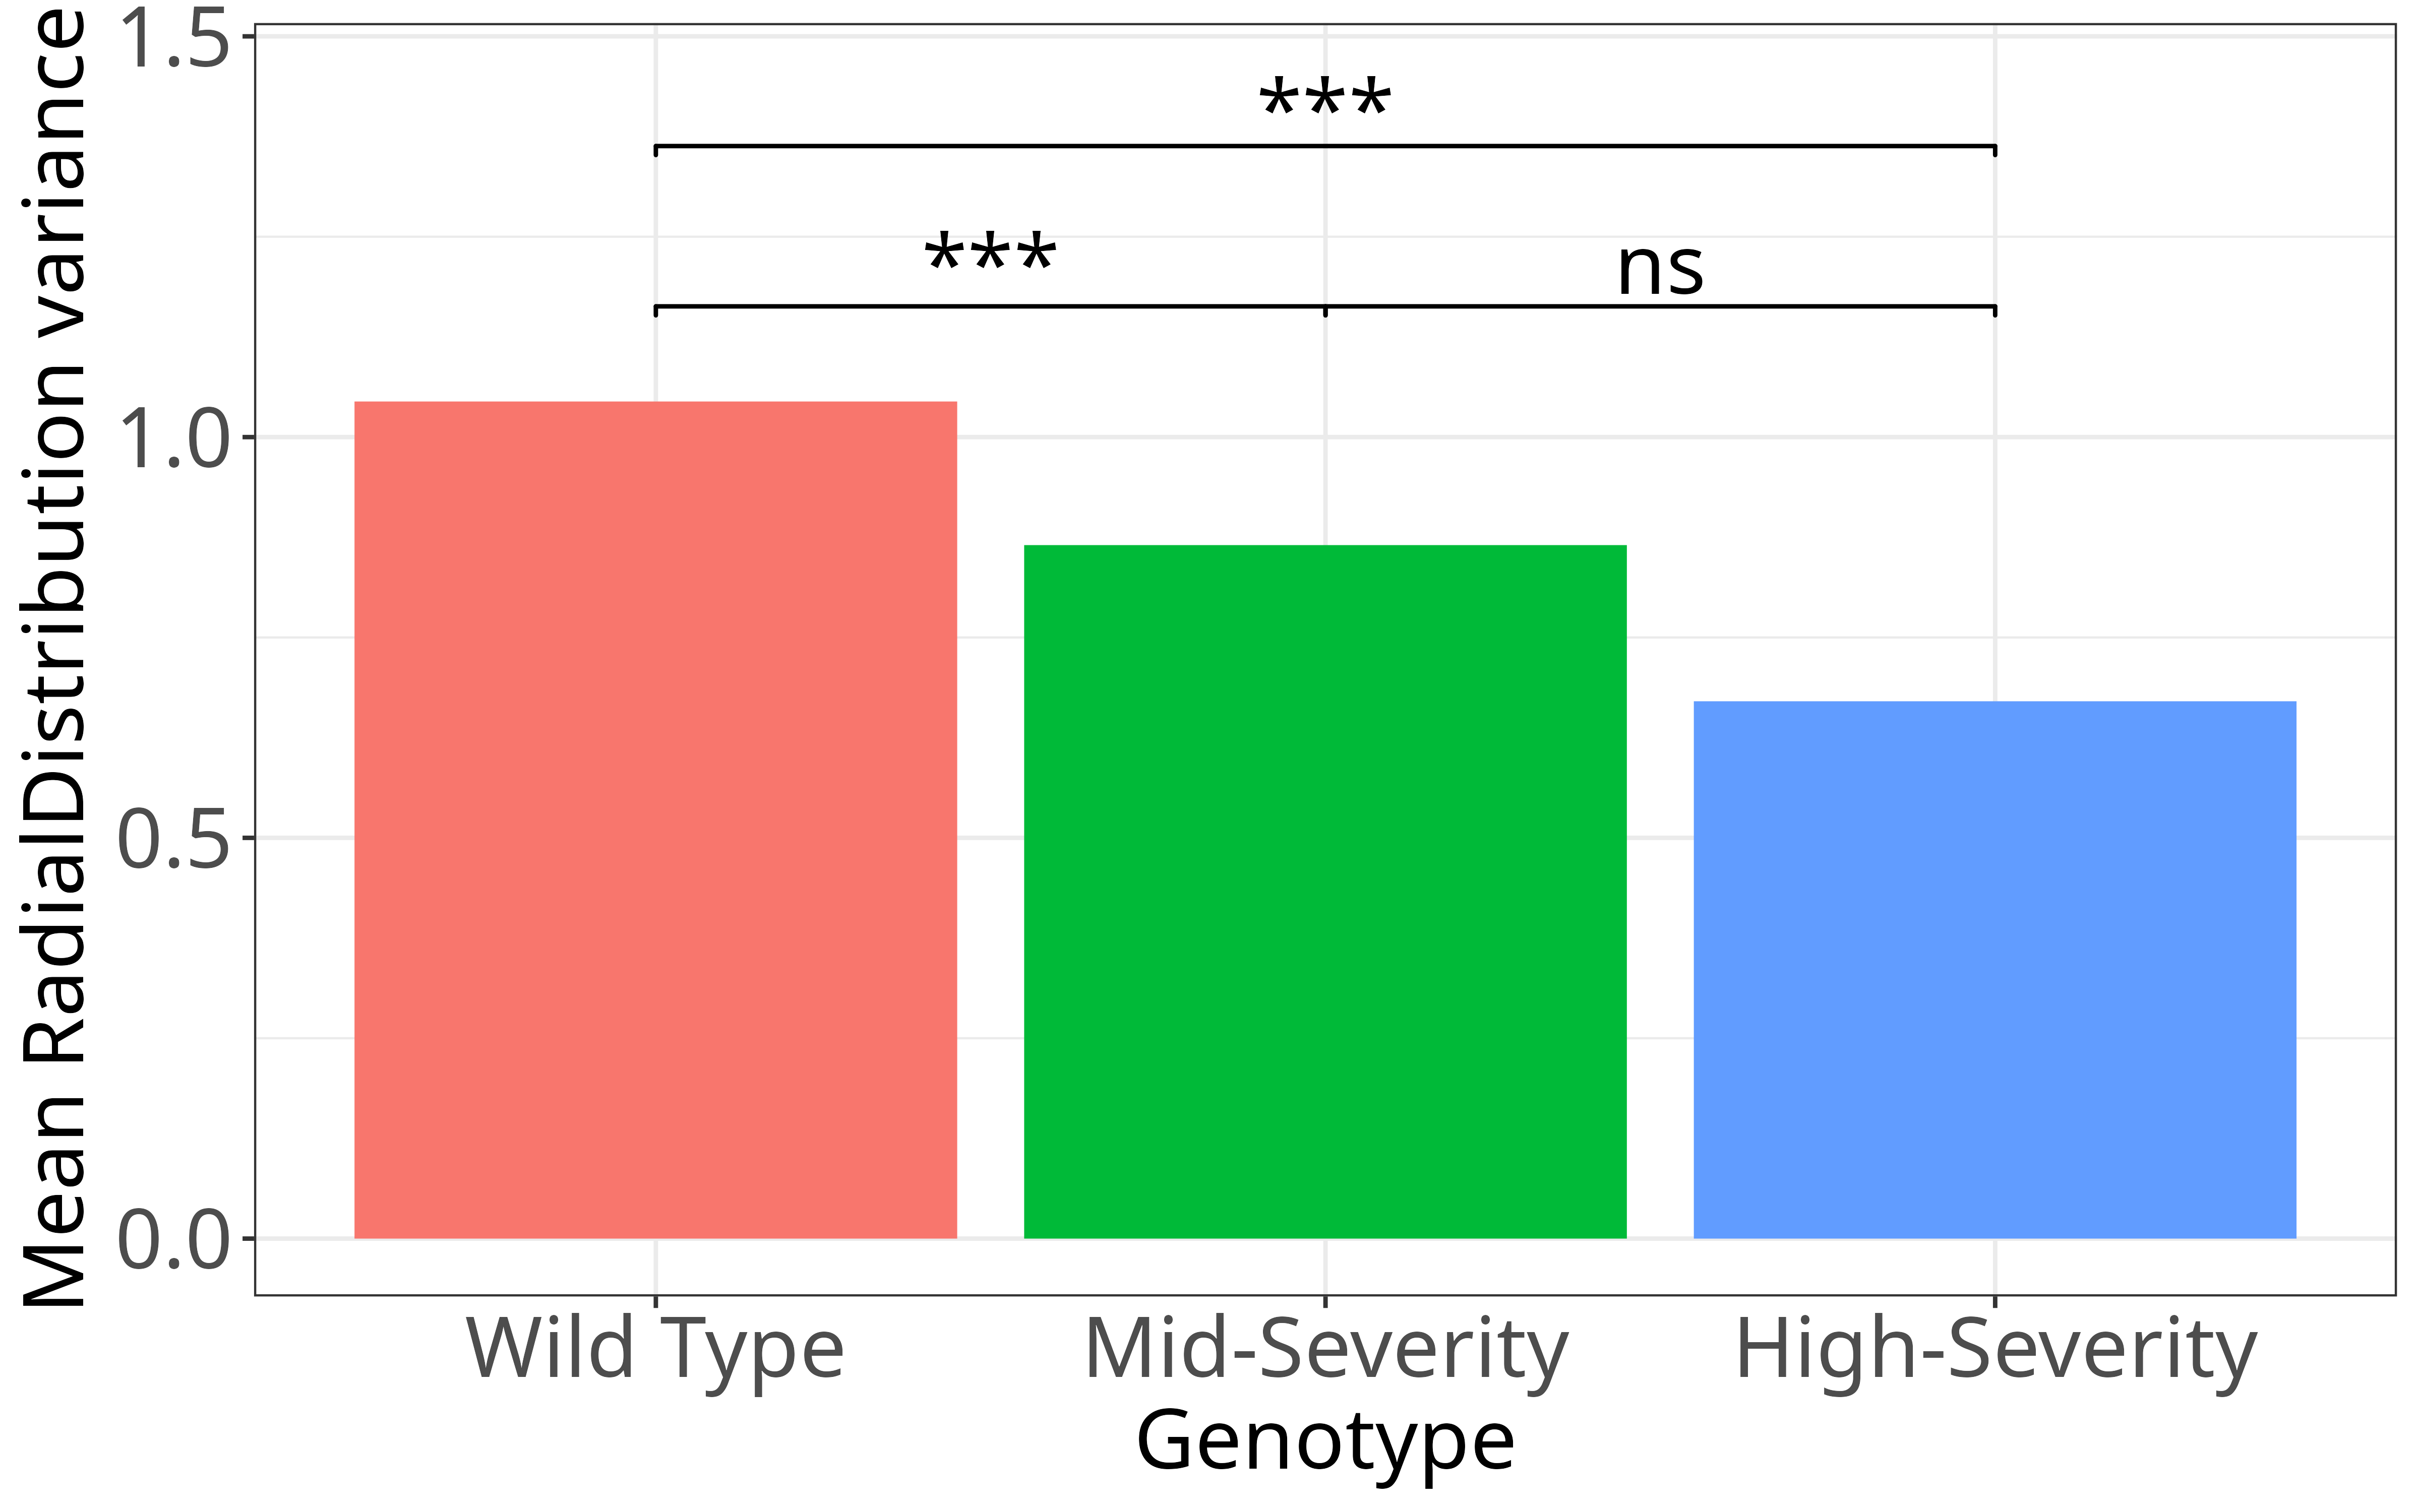 Mean RadialDistribution variance
1.5
1.0
0.5
0.0
***
***
ns
Wild Type
Mid-Severity
High-Severity
Genotype